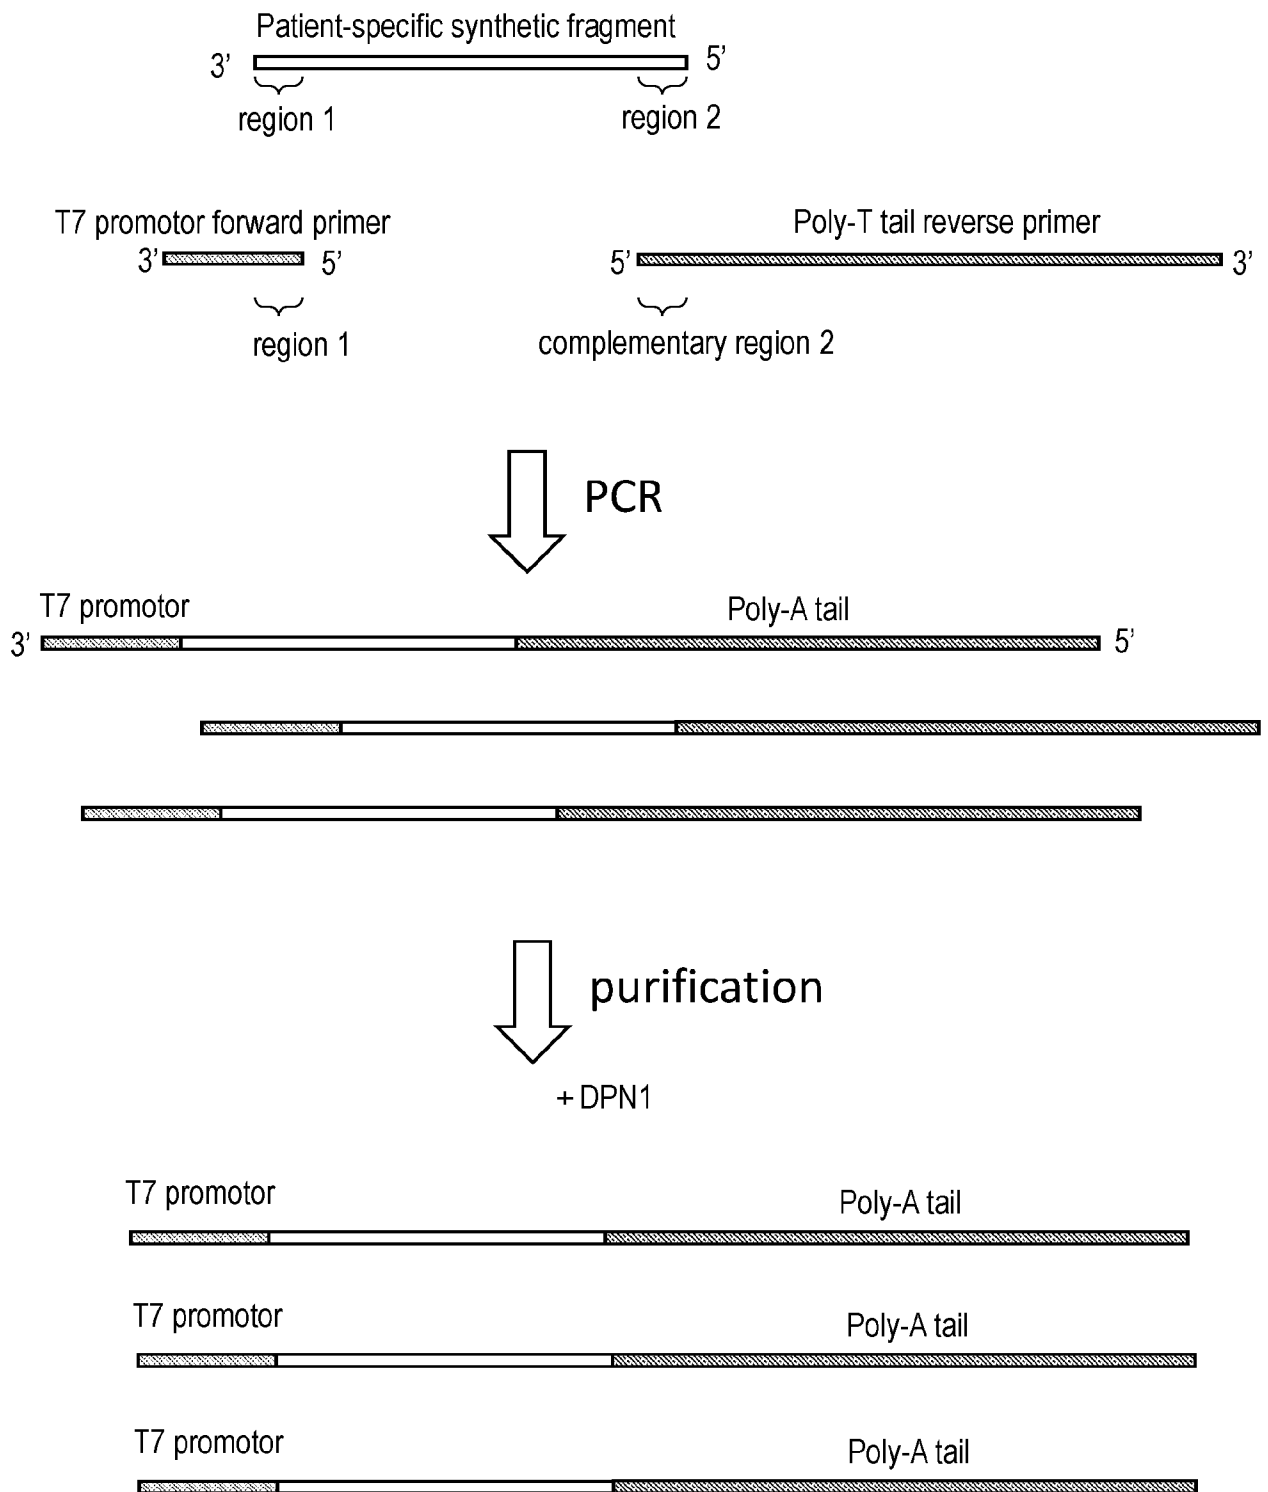 Patient-specific synthetic fragment
3’ 5’
region 1 region 2
T7 promotor forward primer Poly-T tail reverse primer
3’ 5’ 5’ 3’
region 1 complementary region 2
PCR
T7 promotor Poly-A tail
3’ 5’
purification
+ DPN1
T7 promotor Poly-A tail
T7 promotor Poly-A tail
T7 promotor Poly-A tail